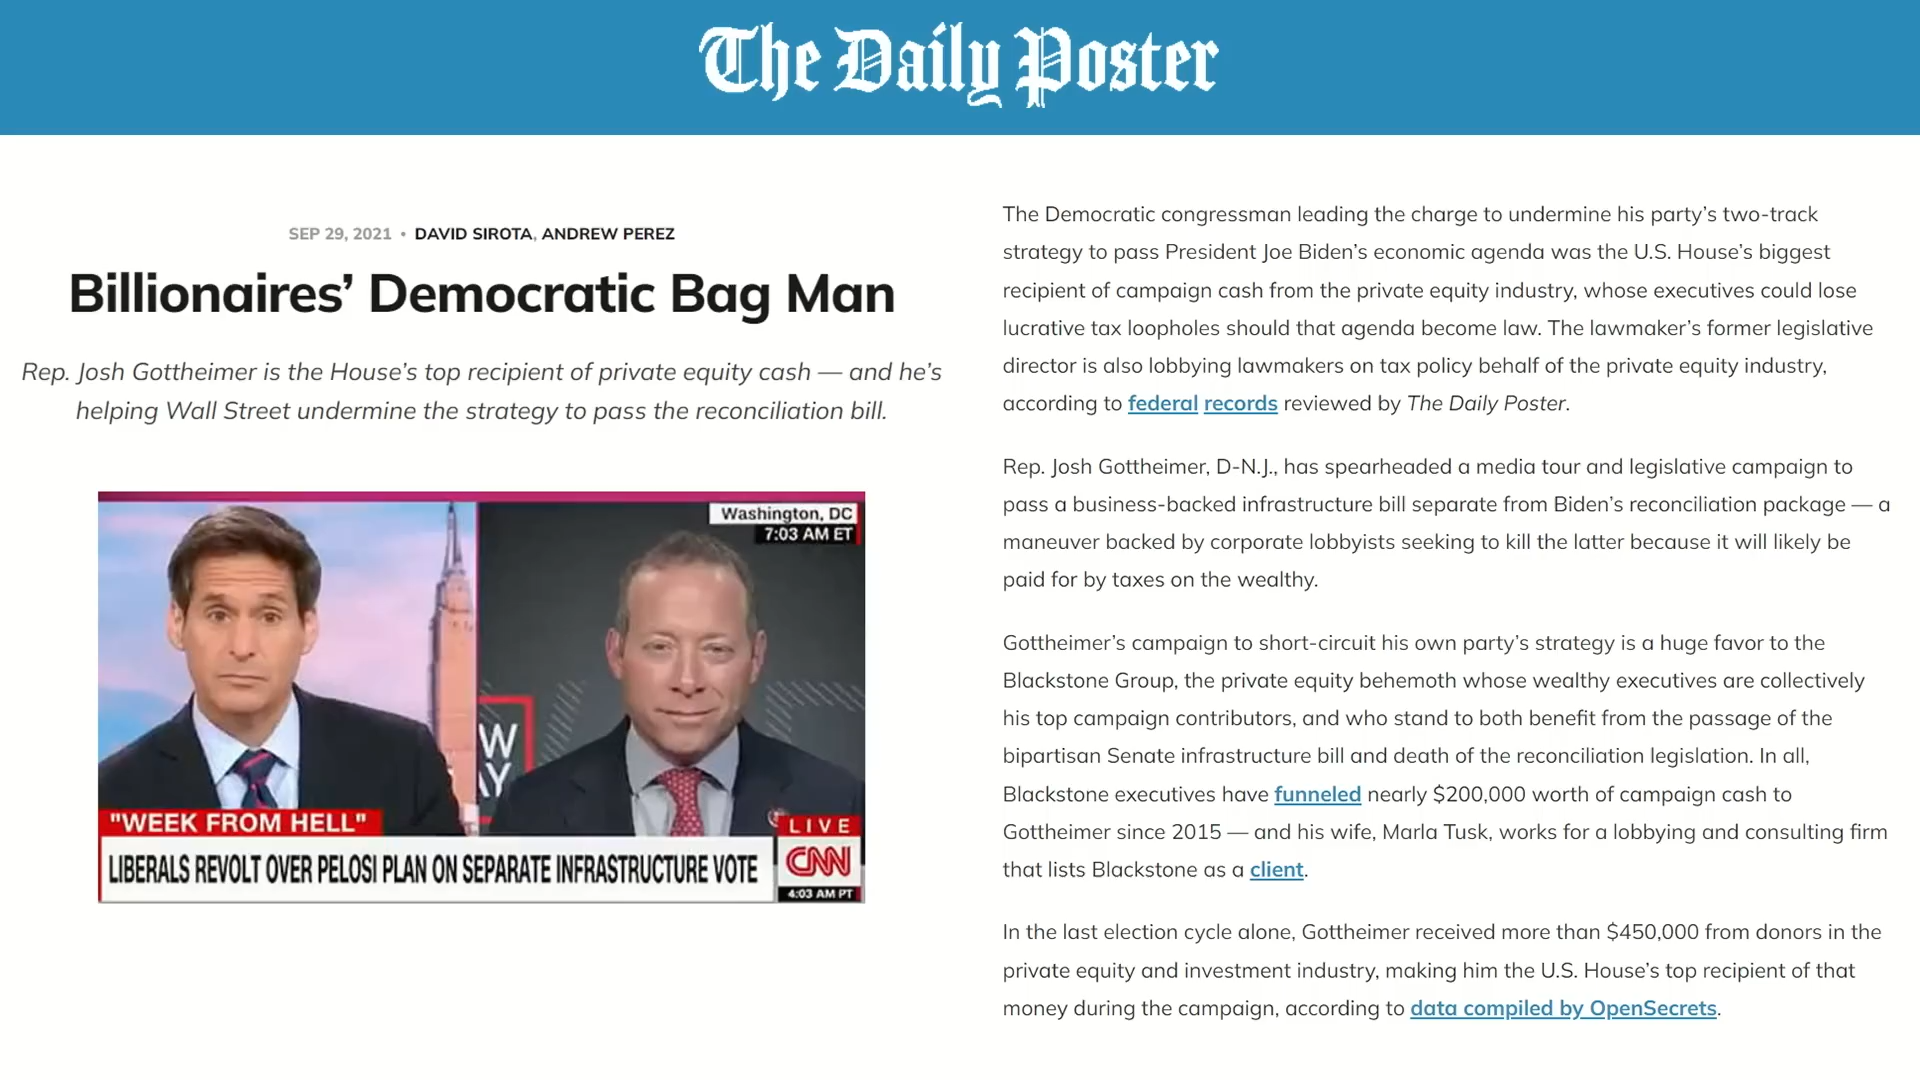 The Daily Poster
SEP 29, 2021 • DAVID SIROTA, ANDREW PEREZ
Billionaires’ Democratic Bag Man
Rep. Josh Gottheimer is the House’s top recipient of private equity cash — and he’s
helping Wall Street undermine the strategy to pass the reconciliation bill.
Washington, DC
7:03 AM ET
W
AY
"WEEK FROM HELL"
LIVE
LIBERALS REVOLT OVER PELOSI PLAN ON SEPARATE INFRASTRUCTURE VOTE
CNN
4:03 AM PT
The Democratic congressman leading the charge to undermine his party’s two-track
strategy to pass President Joe Biden’s economic agenda was the U.S. House’s biggest
recipient of campaign cash from the private equity industry, whose executives could lose
lucrative tax loopholes should that agenda become law. The lawmaker’s former legislative
director is also lobbying lawmakers on tax policy behalf of the private equity industry,
according to federal records reviewed by The Daily Poster.
Rep. Josh Gottheimer, D-N.J., has spearheaded a media tour and legislative campaign to
pass a business-backed infrastructure bill separate from Biden’s reconciliation package — a
maneuver backed by corporate lobbyists seeking to kill the latter because it will likely be
paid for by taxes on the wealthy.
Gottheimer’s campaign to short-circuit his own party’s strategy is a huge favor to the
Blackstone Group, the private equity behemoth whose wealthy executives are collectively
his top campaign contributors, and who stand to both benefit from the passage of the
bipartisan Senate infrastructure bill and death of the reconciliation legislation. In all,
Blackstone executives have funneled nearly $200,000 worth of campaign cash to
Gottheimer since 2015 — and his wife, Marla Tusk, works for a lobbying and consulting firm
that lists Blackstone as a client.
In the last election cycle alone, Gottheimer received more than $450,000 from donors in the
private equity and investment industry, making him the U.S. House’s top recipient of that
money during the campaign, according to data compiled by OpenSecrets.